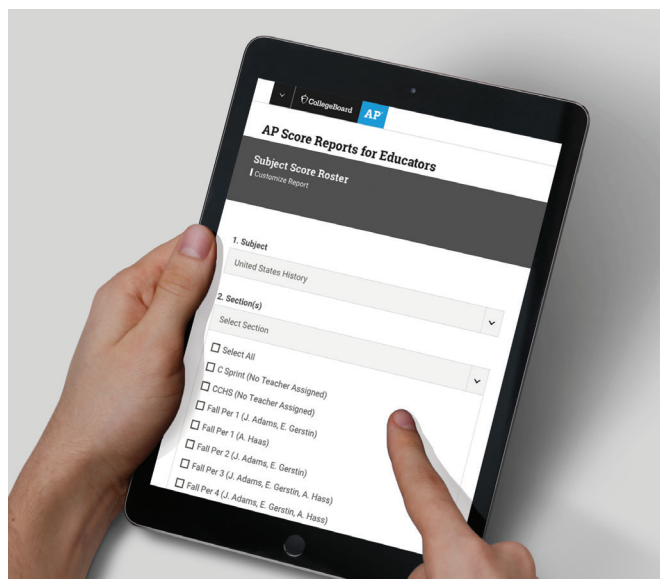 CollegeBoard AP
AP Score Reports for Educators
Subject Score Roster
Customize Report
1. Subject
United States History
2. Section(s)
Select Section
Select All
C Sprint (No Teacher Assigned)
CCHS (No Teacher Assigned)
Fall Per 1 (J. Adams, E. Gerstin)
Fall Per 1 (A. Haas)
Fall Per 2 (J. Adams, E. Gerstin)
Fall Per 3 (J. Adams, E. Gerstin, A. Hass)
Fall Per 4 (J. Adams, E. Gerstin, A. Hass)